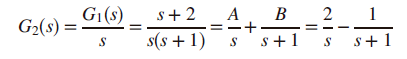 G₂(s) = G₁(s)/s = (s + 2)/(s(s + 1)) = A/s + B/(s + 1) = 2/s − 1/(s + 1)